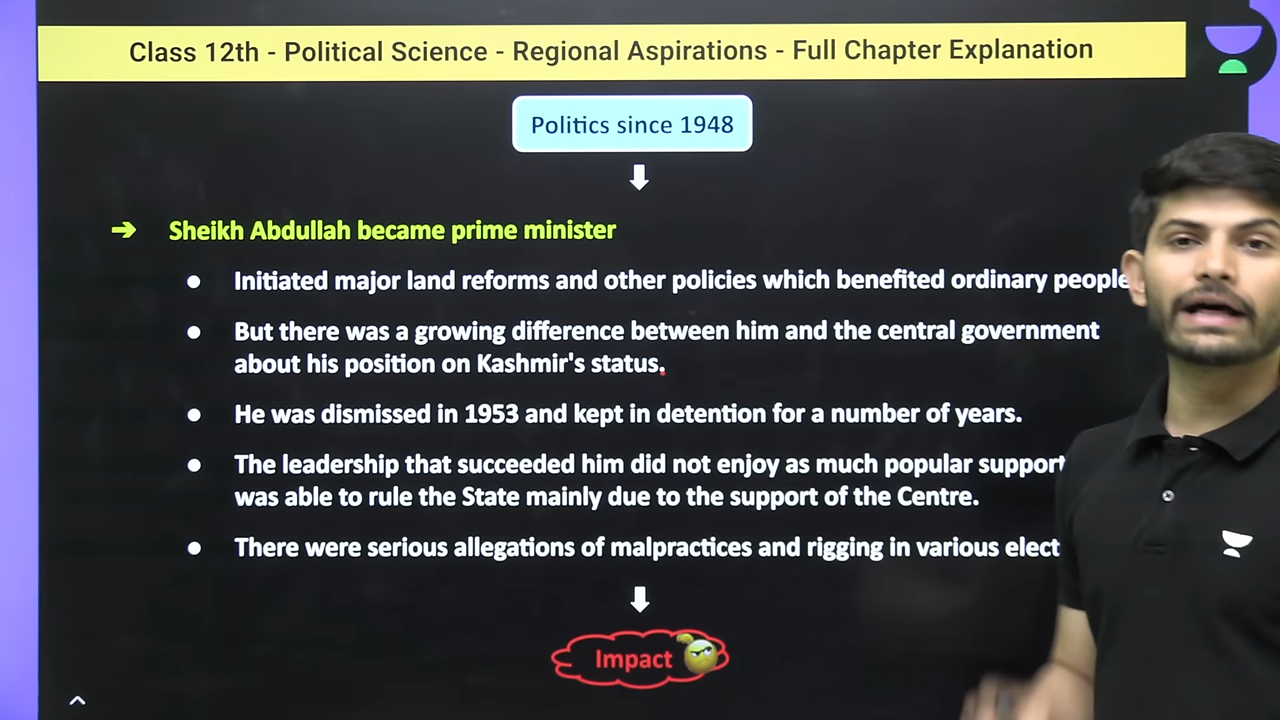 Class 12th - Political Science - Regional Aspirations - Full Chapter Explanation
Politics since 1948
Sheikh Abdullah became prime minister
Initiated major land reforms and other policies which benefited ordinary people
But there was a growing difference between him and the central government
about his position on Kashmir's status.
He was dismissed in 1953 and kept in detention for a number of years.
The leadership that succeeded him did not enjoy as much popular support
was able to rule the State mainly due to the support of the Centre.
There were serious allegations of malpractices and rigging in various elect
Impact